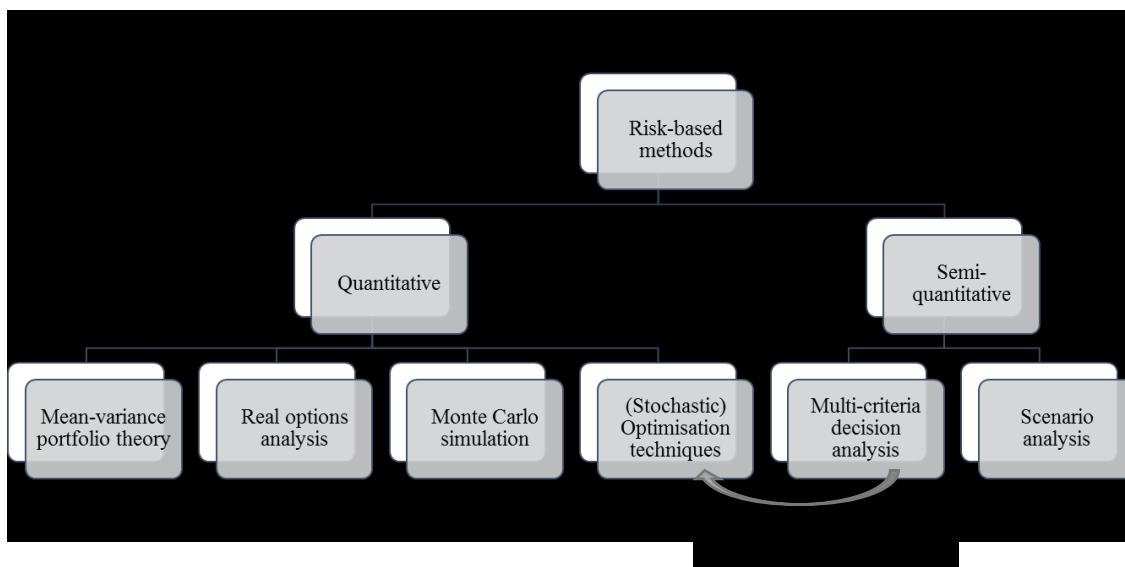 Risk-based
methods
Quantitative
Semi-
quantitative
Mean-variance
portfolio theory
Real options
analysis
Monte Carlo
simulation
(Stochastic)
Optimisation
techniques
Multi-criteria
decision
analysis
Scenario
analysis